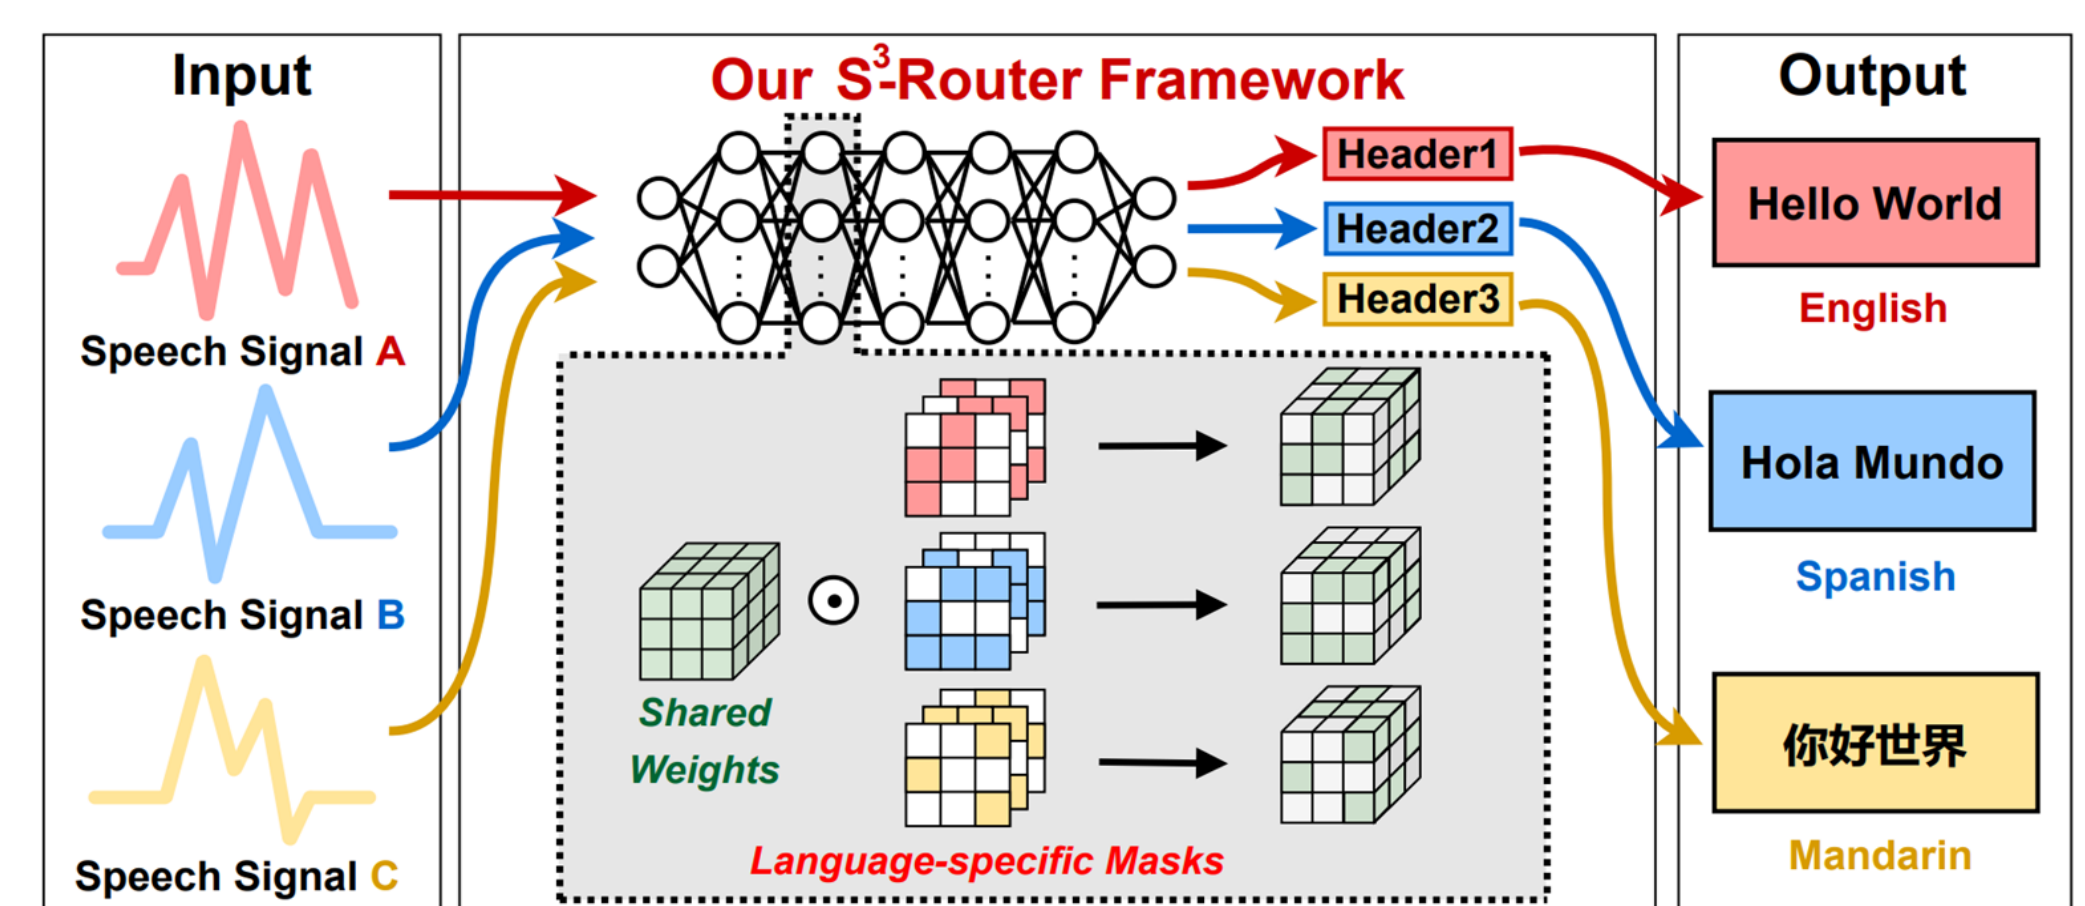 Input
Speech Signal A
Speech Signal B
Speech Signal C
Our S³-Router Framework
Header1
Header2
Header3
Shared
Weights
Language-specific Masks
Output
Hello World
English
Hola Mundo
Spanish
你好世界
Mandarin